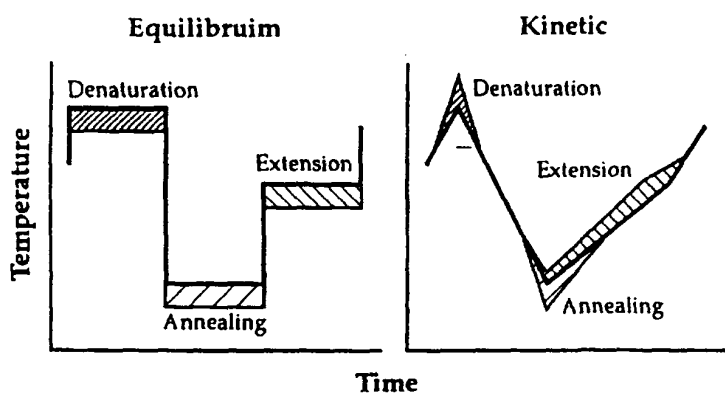 Equilibruim
Kinetic
Denaturation
Extension
Annealing
Denaturation
Extension
Annealing
Temperature
Time